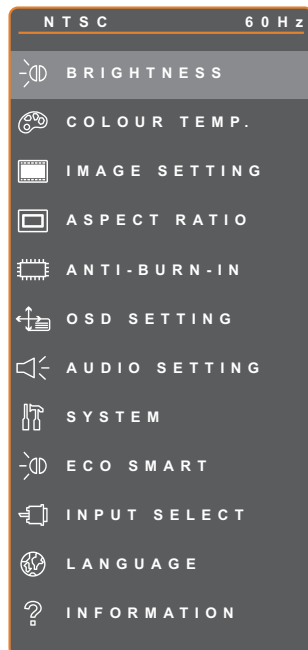 NTSC 60Hz
BRIGHTNESS
COLOUR TEMP.
IMAGE SETTING
ASPECT RATIO
ANTI-BURN-IN
OSD SETTING
AUDIO SETTING
SYSTEM
ECO SMART
INPUT SELECT
LANGUAGE
INFORMATION